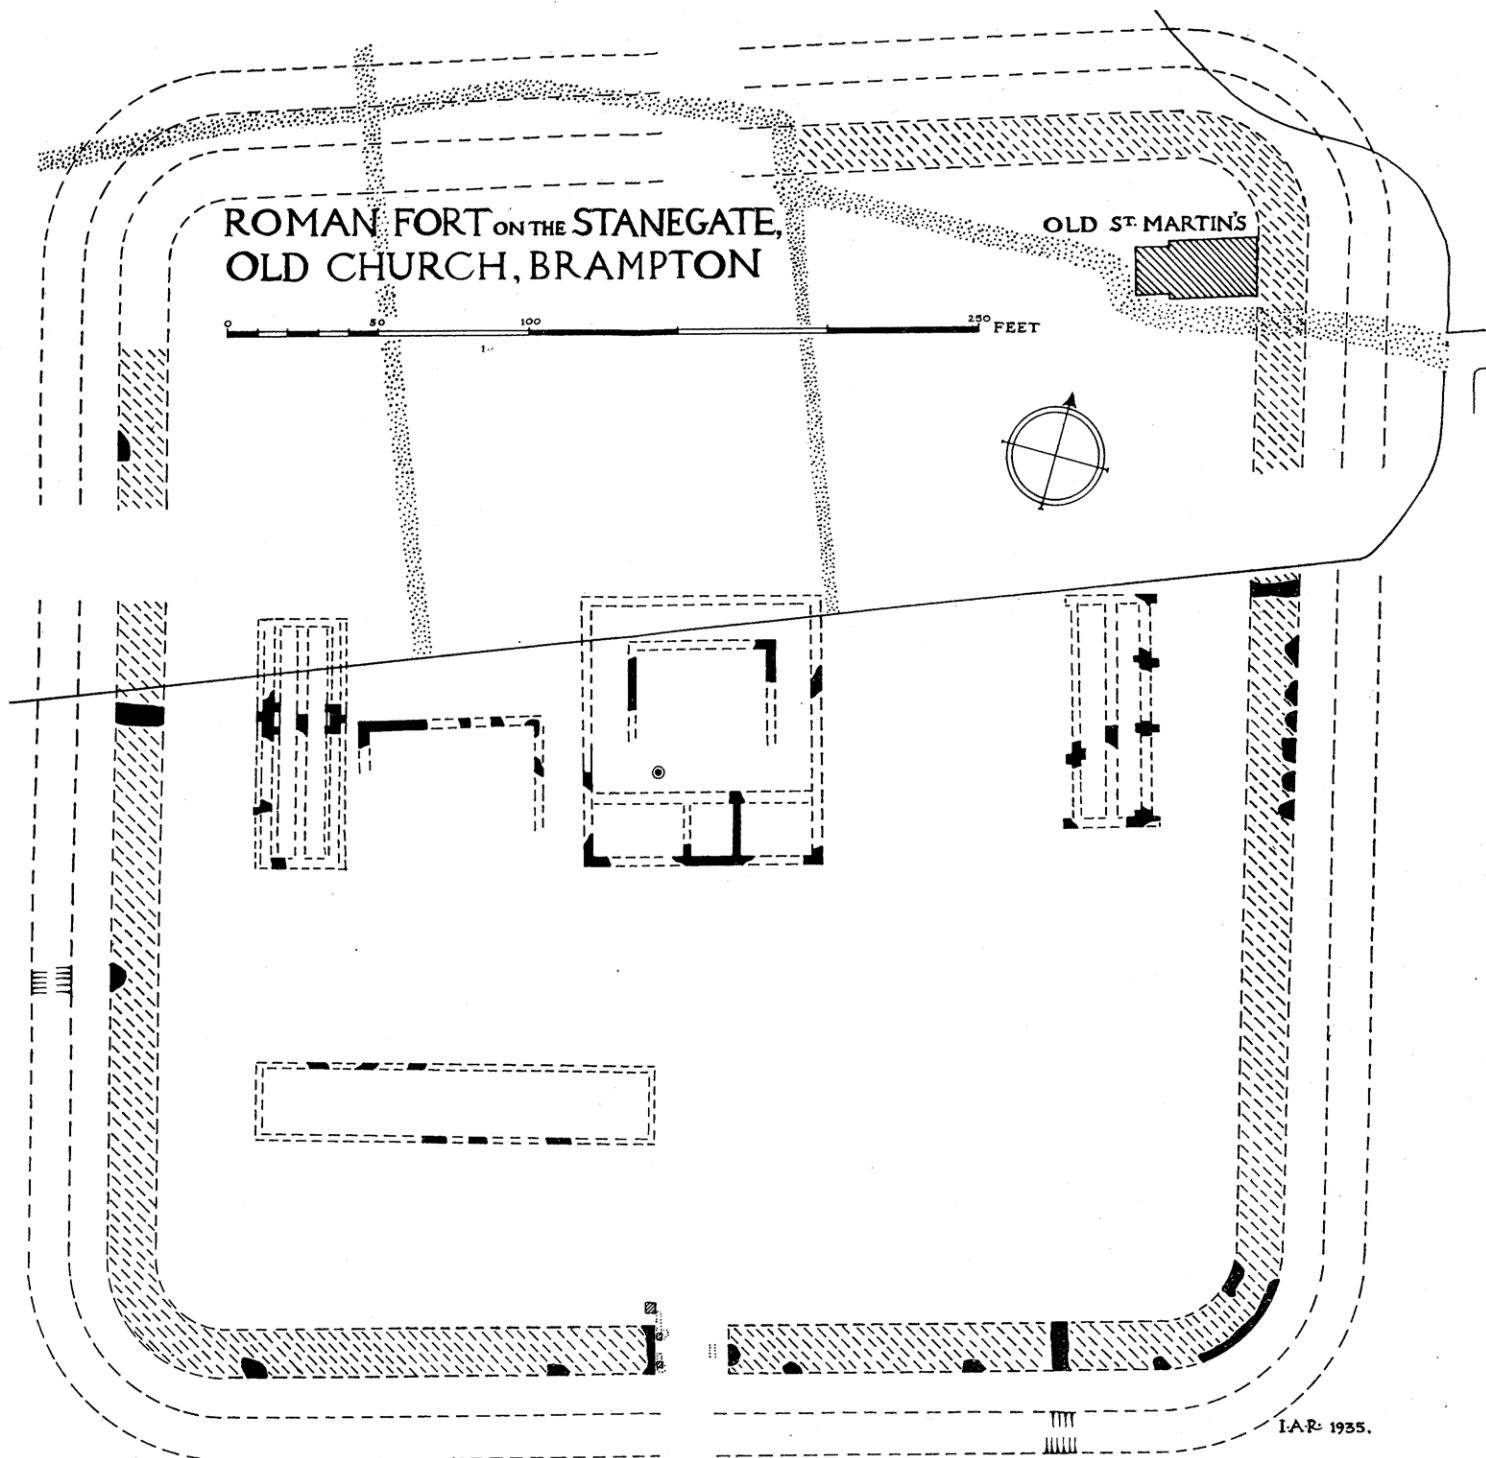 ROMAN FORT ON THE STANEGATE,
OLD CHURCH, BRAMPTON
OLD ST. MARTIN'S
0 50 100 250 FEET
I.A.R. 1935.